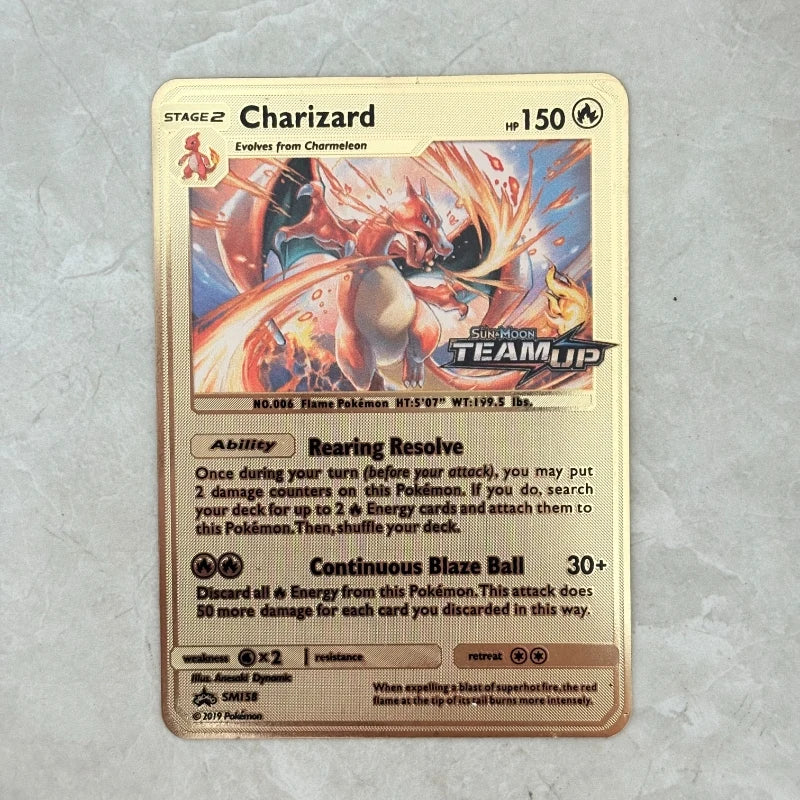 STAGE2 Charizard HP150
Evolves from Charmeleon
SUN & MOON
TEAM UP
NO.006 Flame Pokémon HT:5'07" WT:199.5 lbs.
Ability Rearing Resolve
Once during your turn (before your attack), you may put
2 damage counters on this Pokémon. If you do, search
your deck for up to 2 Energy cards and attach them to
this Pokémon.Then, shuffle your deck.
Continuous Blaze Ball 30+
Discard all Energy from this Pokémon.This attack does
50 more damage for each card you discarded in this way.
weakness x2 resistance retreat
Illus. Anesaki Dynamic
SM158
© 2019 Pokémon
When expelling a blast of superhot fire, the red
flame at the tip of its tail burns more intensely.